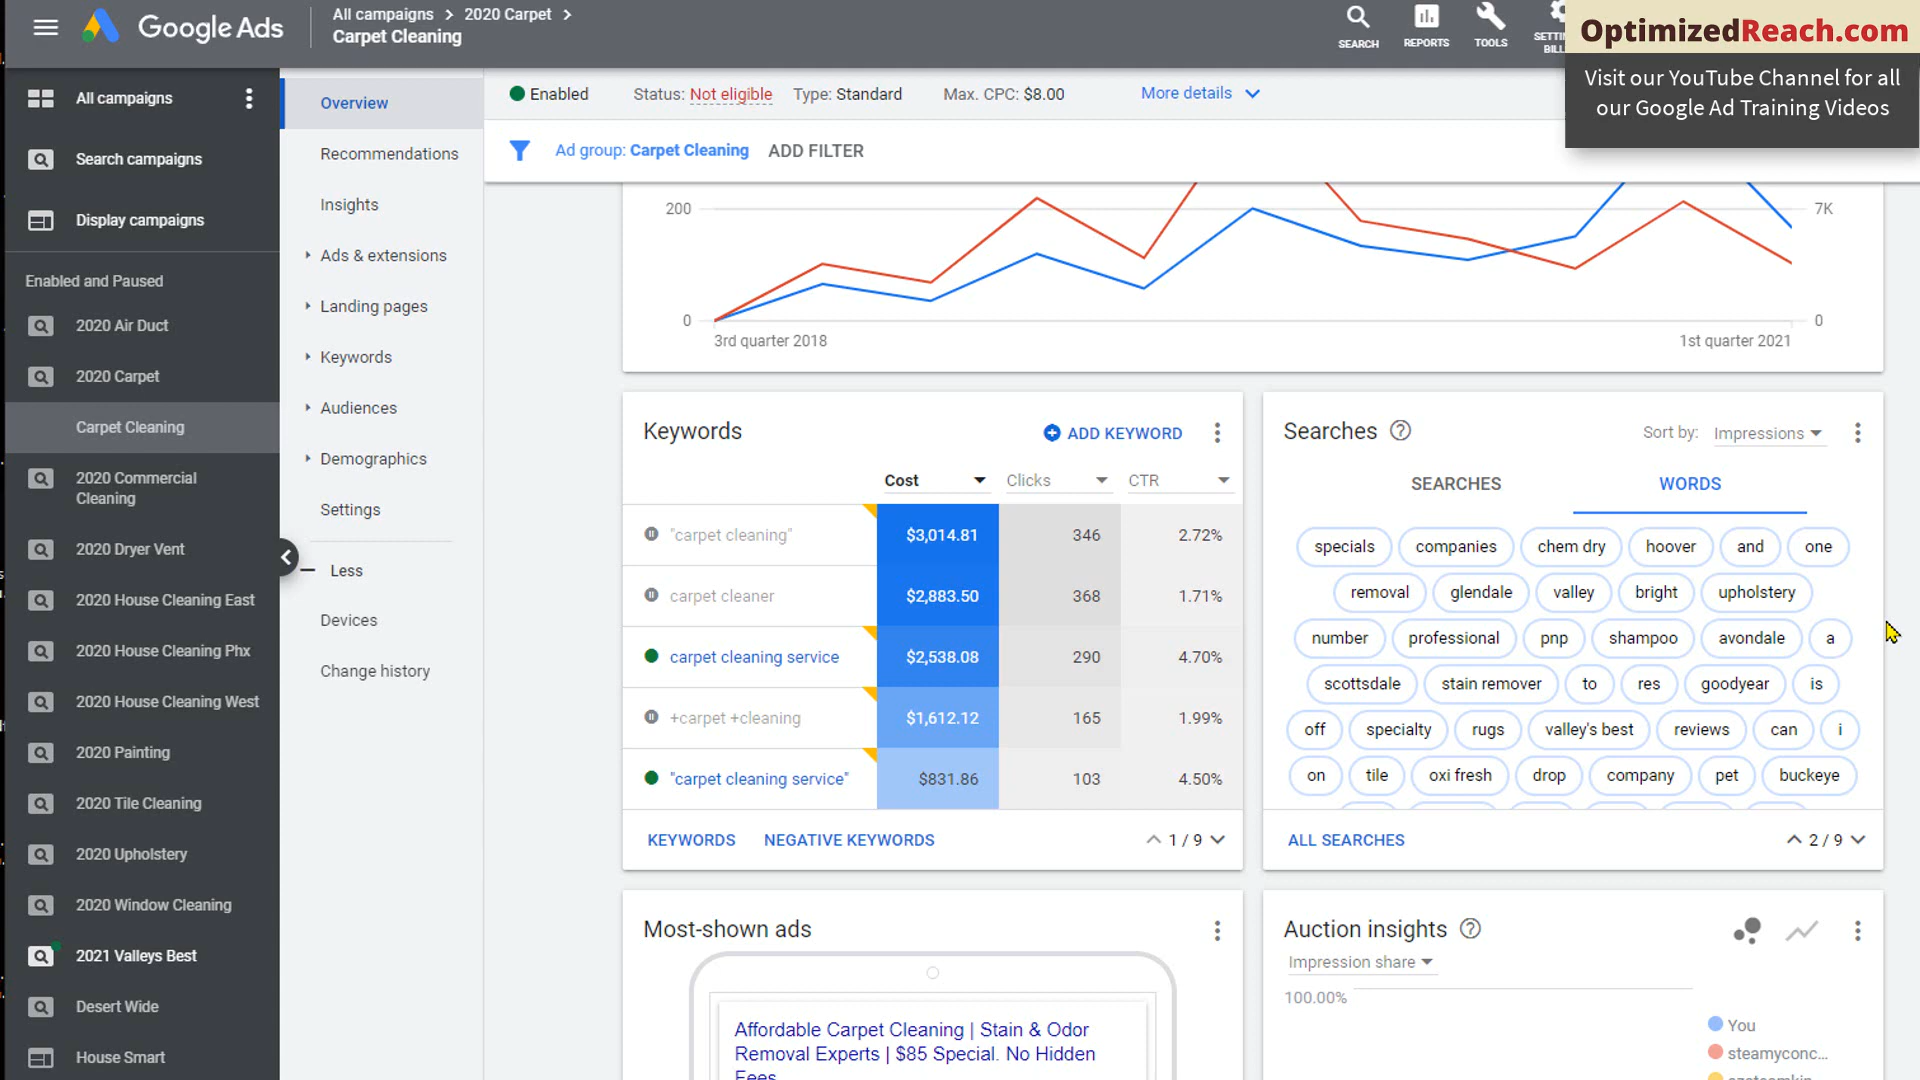 Google Ads
All campaigns > 2020 Carpet >
Carpet Cleaning
SEARCH
REPORTS
TOOLS
OptimizedReach.com
Visit our YouTube Channel for all
our Google Ad Training Videos
All campaigns
Search campaigns
Display campaigns
Enabled and Paused
2020 Air Duct
2020 Carpet
Carpet Cleaning
2020 Commercial
Cleaning
2020 Dryer Vent
2020 House Cleaning East
2020 House Cleaning Phx
2020 House Cleaning West
2020 Painting
2020 Tile Cleaning
2020 Upholstery
2020 Window Cleaning
2021 Valleys Best
Desert Wide
House Smart
Overview
Recommendations
Insights
Ads & extensions
Landing pages
Keywords
Audiences
Demographics
Settings
Less
Devices
Change history
Enabled Status: Not eligible Type: Standard Max. CPC: $8.00 More details
Ad group: Carpet Cleaning ADD FILTER
200 7K
0 0
3rd quarter 2018 1st quarter 2021
Keywords ADD KEYWORD
Cost Clicks CTR
"carpet cleaning" $3,014.81 346 2.72%
carpet cleaner $2,883.50 368 1.71%
carpet cleaning service $2,538.08 290 4.70%
+carpet +cleaning $1,612.12 165 1.99%
"carpet cleaning service" $831.86 103 4.50%
KEYWORDS NEGATIVE KEYWORDS 1 / 9
Searches Sort by: Impressions
SEARCHES WORDS
specials companies chem dry hoover and one
removal glendale valley bright upholstery
number professional pnp shampoo avondale a
scottsdale stain remover to res goodyear is
off specialty rugs valley's best reviews can i
on tile oxi fresh drop company pet buckeye
ALL SEARCHES 2 / 9
Most-shown ads
Affordable Carpet Cleaning | Stain & Odor
Removal Experts | $85 Special. No Hidden
Fees
Auction insights
Impression share
100.00%
You
steamyconc...